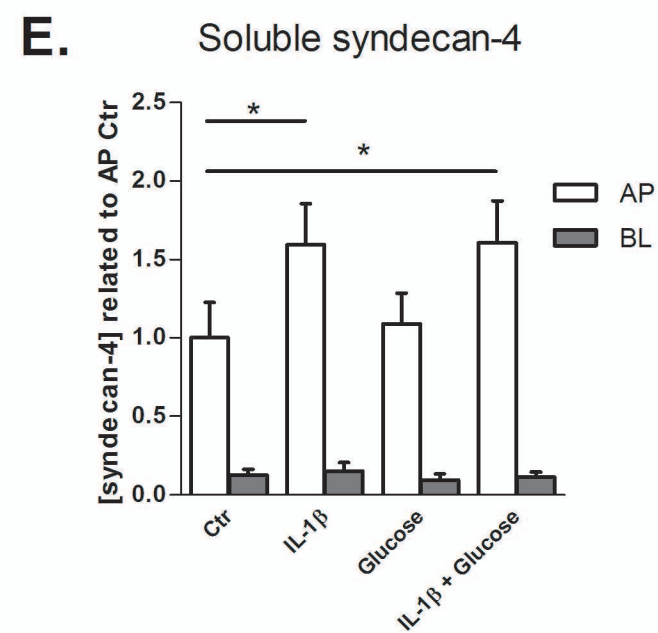 E.
Soluble syndecan-4
[syndecan-4] related to AP Ctr
2.5
2.0
1.5
1.0
0.5
0.0
*
*
AP
BL
Ctr
IL-1β
Glucose
IL-1β + Glucose